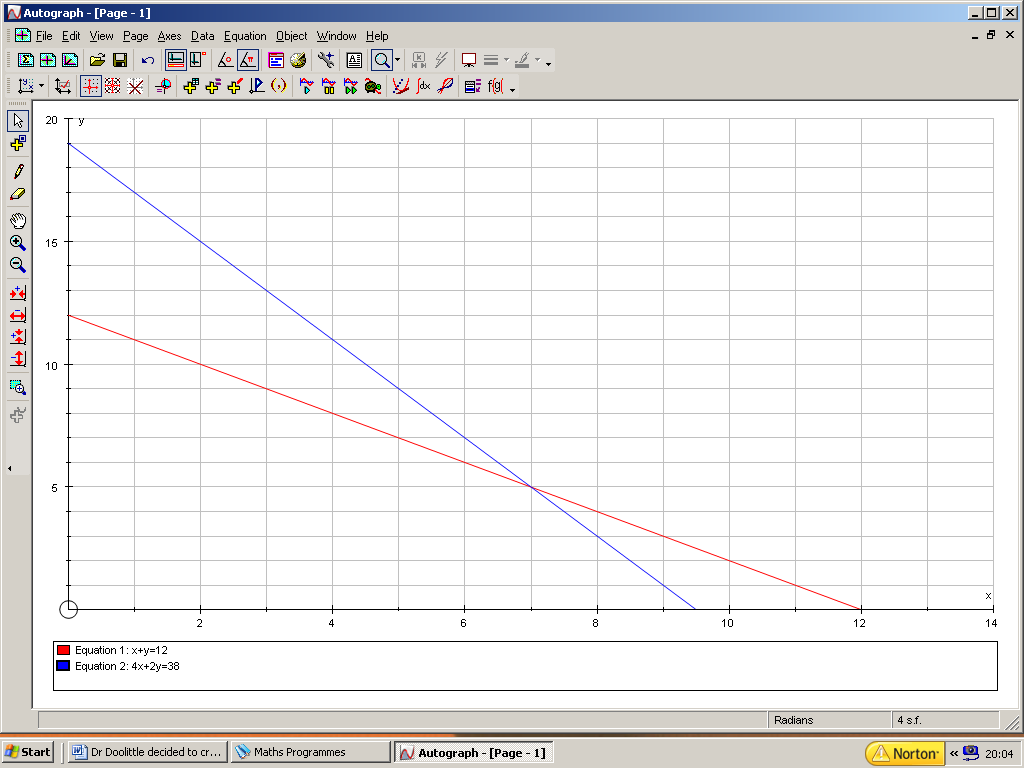 Autograph - [Page - 1]
File Edit View Page Axes Data Equation Object Window Help
20 y
15
10
5
x
2 4 6 8 10 12 14
Equation 1: x+y=12
Equation 2: 4x+2y=38
Radians 4 s.f.
Start Dr Doolittle decided to cr... Maths Programmes Autograph - [Page - 1] Norton 20:04